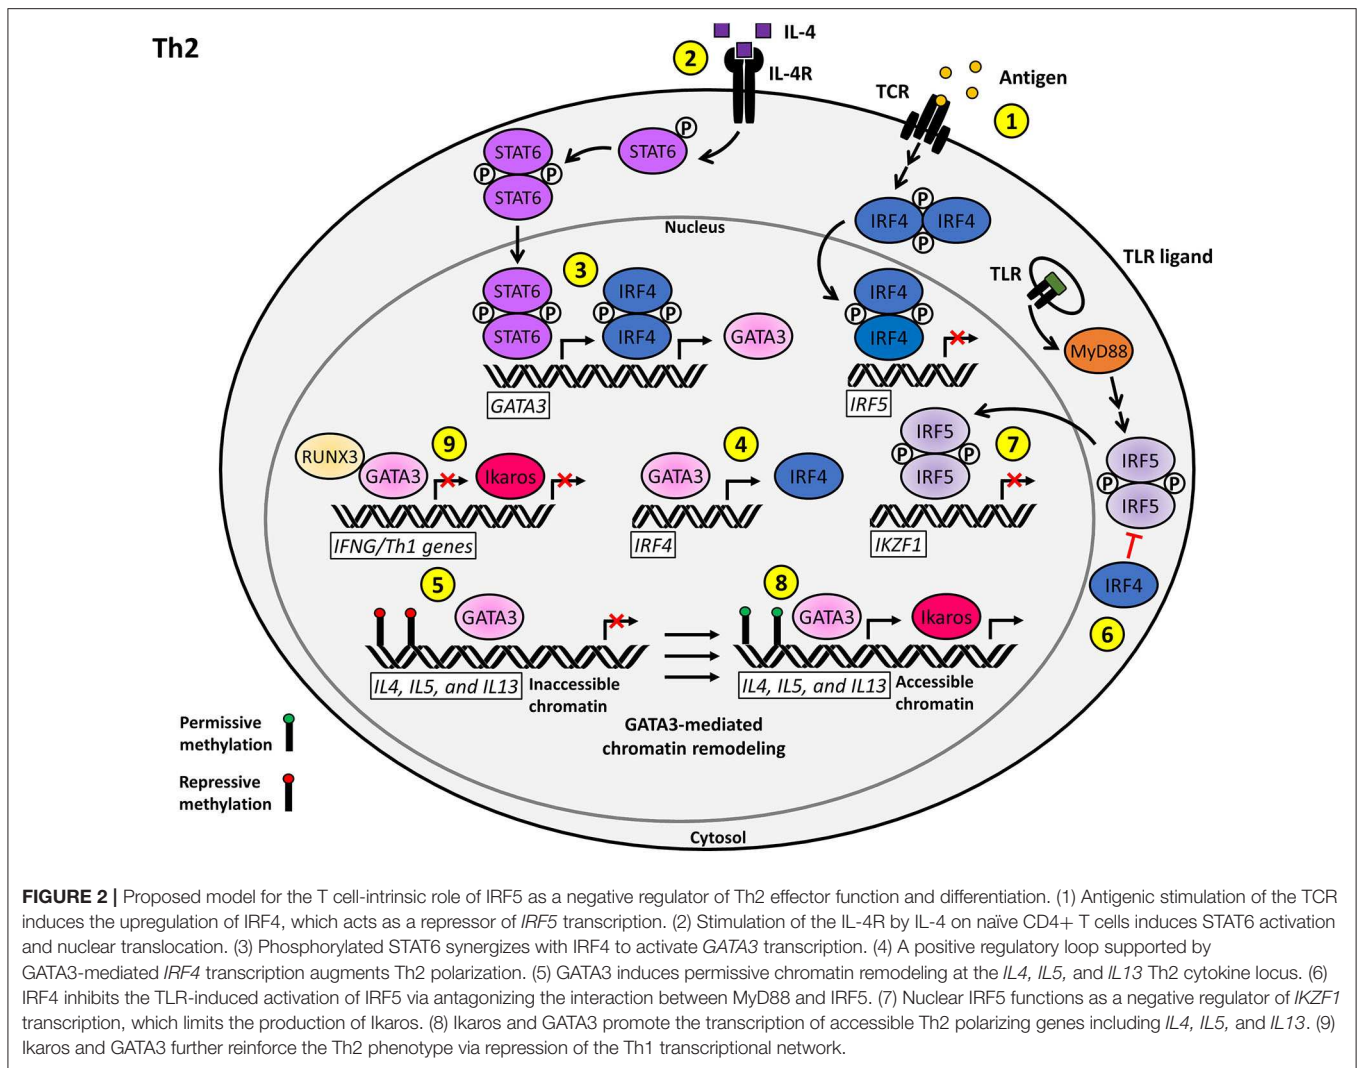 Th2
2
IL-4
IL-4R
TCR
Antigen
1
P
STAT6
STAT6
P
P
STAT6
P
IRF4
IRF4
P
Nucleus
TLR ligand
TLR
3
STAT6
P
P
STAT6
IRF4
P
P
IRF4
GATA3
GATA3
IRF4
P
P
IRF4
IRF5
MyD88
9
RUNX3
GATA3
Ikaros
IFNG/Th1 genes
4
GATA3
IRF4
IRF4
7
IRF5
P
P
IRF5
IKZF1
IRF5
P
P
IRF5
IRF4
6
5
GATA3
IL4, IL5, and IL13
Inaccessible
chromatin
8
GATA3
Ikaros
IL4, IL5, and IL13
Accessible
chromatin
GATA3-mediated
chromatin remodeling
Permissive
methylation
Repressive
methylation
Cytosol
FIGURE 2 | Proposed model for the T cell-intrinsic role of IRF5 as a negative regulator of Th2 effector function and differentiation. (1) Antigenic stimulation of the TCR
induces the upregulation of IRF4, which acts as a repressor of IRF5 transcription. (2) Stimulation of the IL-4R by IL-4 on naïve CD4+ T cells induces STAT6 activation
and nuclear translocation. (3) Phosphorylated STAT6 synergizes with IRF4 to activate GATA3 transcription. (4) A positive regulatory loop supported by
GATA3-mediated IRF4 transcription augments Th2 polarization. (5) GATA3 induces permissive chromatin remodeling at the IL4, IL5, and IL13 Th2 cytokine locus. (6)
IRF4 inhibits the TLR-induced activation of IRF5 via antagonizing the interaction between MyD88 and IRF5. (7) Nuclear IRF5 functions as a negative regulator of IKZF1
transcription, which limits the production of Ikaros. (8) Ikaros and GATA3 promote the transcription of accessible Th2 polarizing genes including IL4, IL5, and IL13. (9)
Ikaros and GATA3 further reinforce the Th2 phenotype via repression of the Th1 transcriptional network.